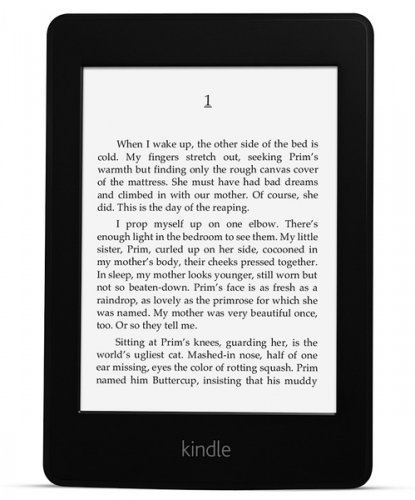 1
When I wake up, the other side of the bed is
cold. My fingers stretch out, seeking Prim's
warmth but finding only the rough canvas cover
of the mattress. She must have had bad dreams
and climbed in with our mother. Of course, she
did. This is the day of the reaping.
I prop myself up on one elbow. There's
enough light in the bedroom to see them. My little
sister, Prim, curled up on her side, cocooned in
my mother's body, their cheeks pressed together.
In sleep, my mother looks younger, still worn but
not so beaten-down. Prim's face is as fresh as a
raindrop, as lovely as the primrose for which she
was named. My mother was very beautiful once,
too. Or so they tell me.
Sitting at Prim's knees, guarding her, is the
world's ugliest cat. Mashed-in nose, half of one
ear missing, eyes the color of rotting squash. Prim
named him Buttercup, insisting that his muddy
kindle